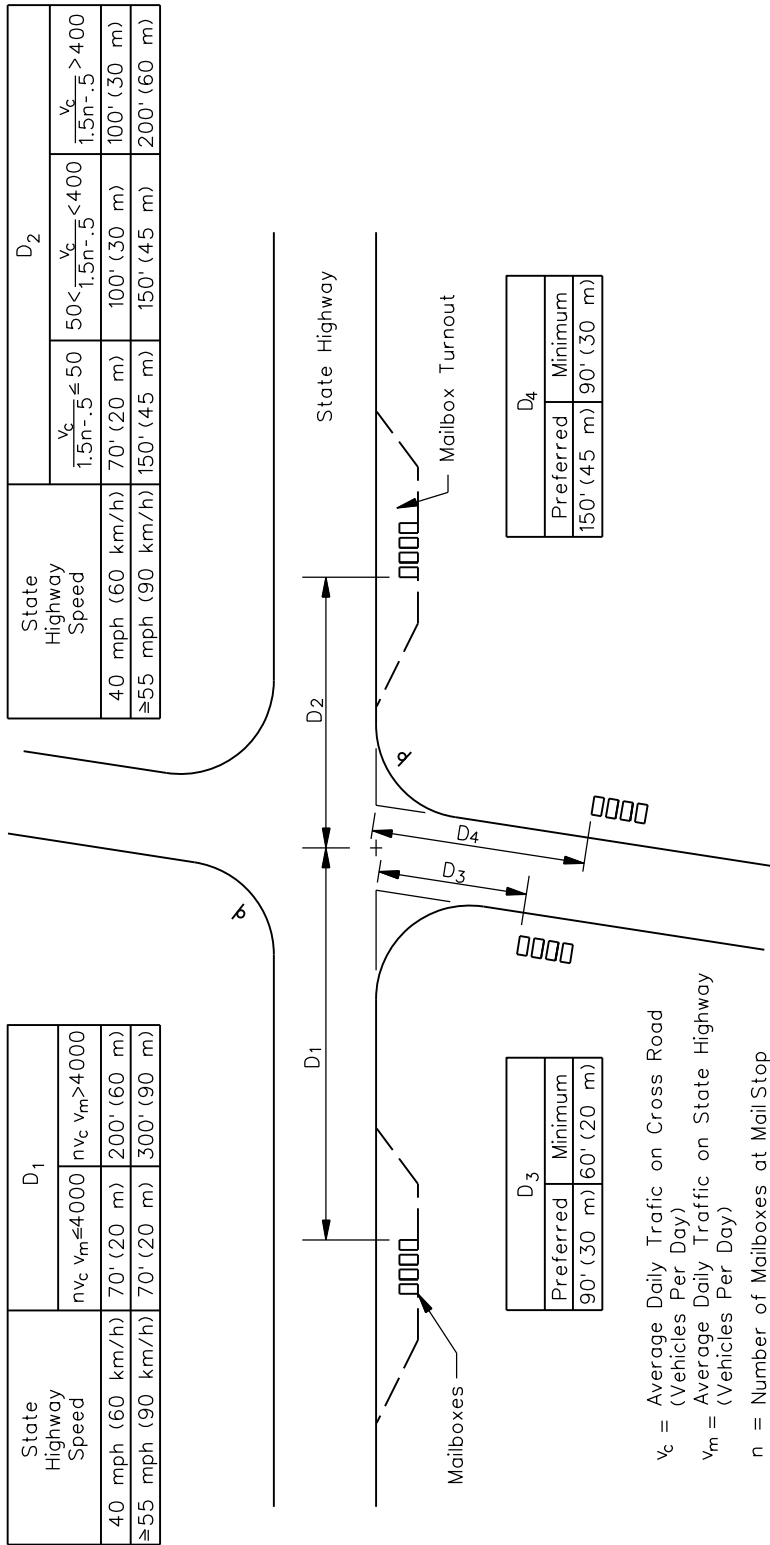 State
Highway
Speed
D1
nvc vm≤4000 nvc vm>4000
40 mph (60 km/h) 70' (20 m) 200' (60 m)
≥55 mph (90 km/h) 70' (20 m) 300' (90 m)
State
Highway
Speed
D2
vc/1.5n-.5 ≤ 50 50< vc/1.5n-.5 <400 vc/1.5n-.5 >400
40 mph (60 km/h) 70' (20 m) 100' (30 m) 100' (30 m)
≥55 mph (90 km/h) 150' (45 m) 150' (45 m) 200' (60 m)
D1
D2
State Highway
D3
D4
Mailboxes
Mailbox Turnout
D3
Preferred Minimum
90' (30 m) 60' (20 m)
D4
Preferred Minimum
150' (45 m) 90' (30 m)
vc = Average Daily Trafic on Cross Road
(Vehicles Per Day)
vm = Average Daily Traffic on State Highway
(Vehicles Per Day)
n = Number of Mailboxes at Mail Stop